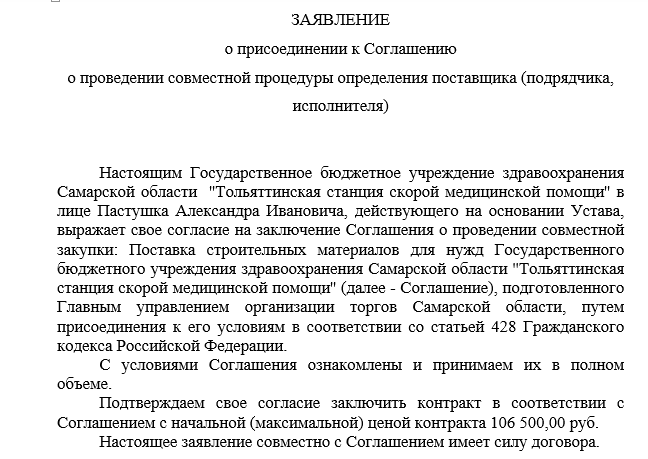 ЗАЯВЛЕНИЕ
о присоединении к Соглашению
о проведении совместной процедуры определения поставщика (подрядчика,
исполнителя)
Настоящим Государственное бюджетное учреждение здравоохранения
Самарской области "Тольяттинская станция скорой медицинской помощи" в
лице Пастушка Александра Ивановича, действующего на основании Устава,
выражает свое согласие на заключение Соглашения о проведении совместной
закупки: Поставка строительных материалов для нужд Государственного
бюджетного учреждения здравоохранения Самарской области "Тольяттинская
станция скорой медицинской помощи" (далее - Соглашение), подготовленного
Главным управлением организации торгов Самарской области, путем
присоединения к его условиям в соответствии со статьей 428 Гражданского
кодекса Российской Федерации.
С условиями Соглашения ознакомлены и принимаем их в полном
объеме.
Подтверждаем свое согласие заключить контракт в соответствии с
Соглашением с начальной (максимальной) ценой контракта 106 500,00 руб.
Настоящее заявление совместно с Соглашением имеет силу договора.